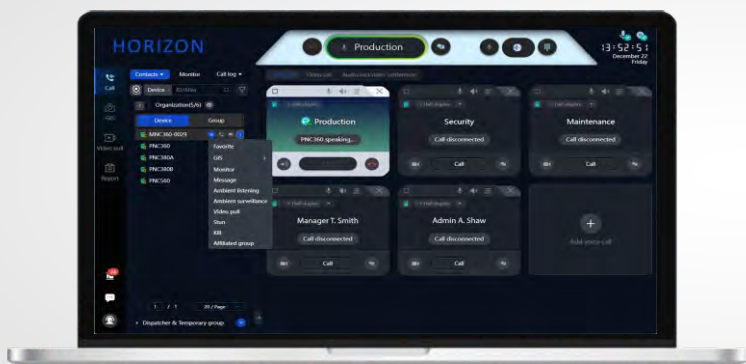 HORIZON
Production
13:52:51
December 22
Friday
Call
Contacts
Monitor
Call log
Device
Organization(5/6)
Device
Group
MNC360-0029
PNC360
PNC380A
PNC380B
PNC560
Favorite
GIS
Monitor
Message
Ambient listening
Ambient surveillance
Video pull
Stun
Kill
Affiliated group
GIS
Video pull
Report
Production
PNC360 speaking...
Security
Call disconnected
Call
Maintenance
Call disconnected
Call
Manager T. Smith
Call disconnected
Call
Admin A. Shaw
Call disconnected
Call
Add voice call
1 / 1
20 / Page
Dispatcher & Temporary group